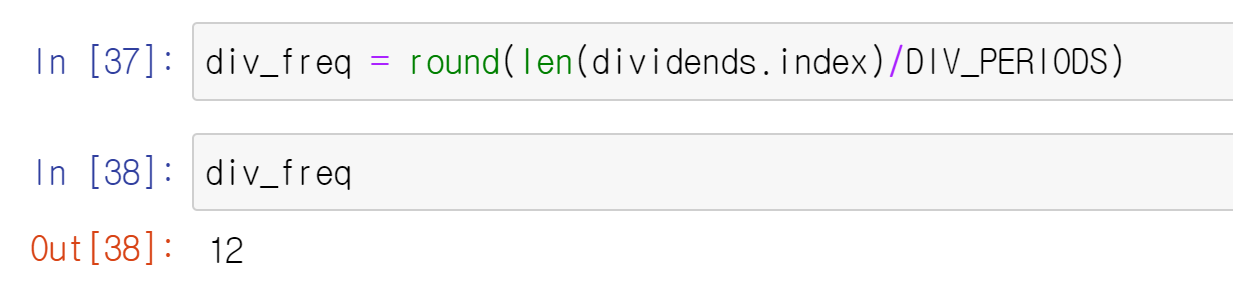 In [37]: div_freq = round(len(dividends.index)/DIV_PERIODS)
In [38]: div_freq
Out[38]: 12